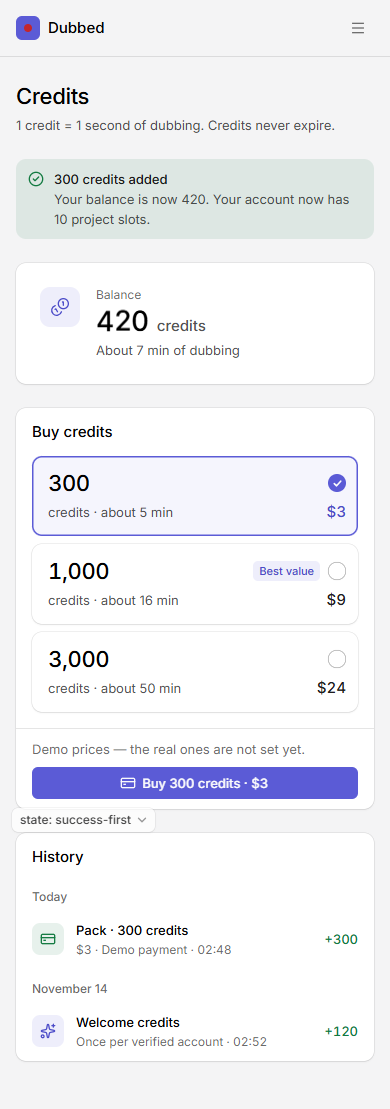 Dubbed
Credits
1 credit = 1 second of dubbing. Credits never expire.
300 credits added
Your balance is now 420. Your account now has
10 project slots.
Balance
420 credits
About 7 min of dubbing
Buy credits
300
credits · about 5 min
$3
1,000
Best value
credits · about 16 min
$9
3,000
credits · about 50 min
$24
Demo prices — the real ones are not set yet.
Buy 300 credits · $3
state: success-first
History
Today
Pack · 300 credits
$3 · Demo payment · 02:48
+300
November 14
Welcome credits
Once per verified account · 02:52
+120